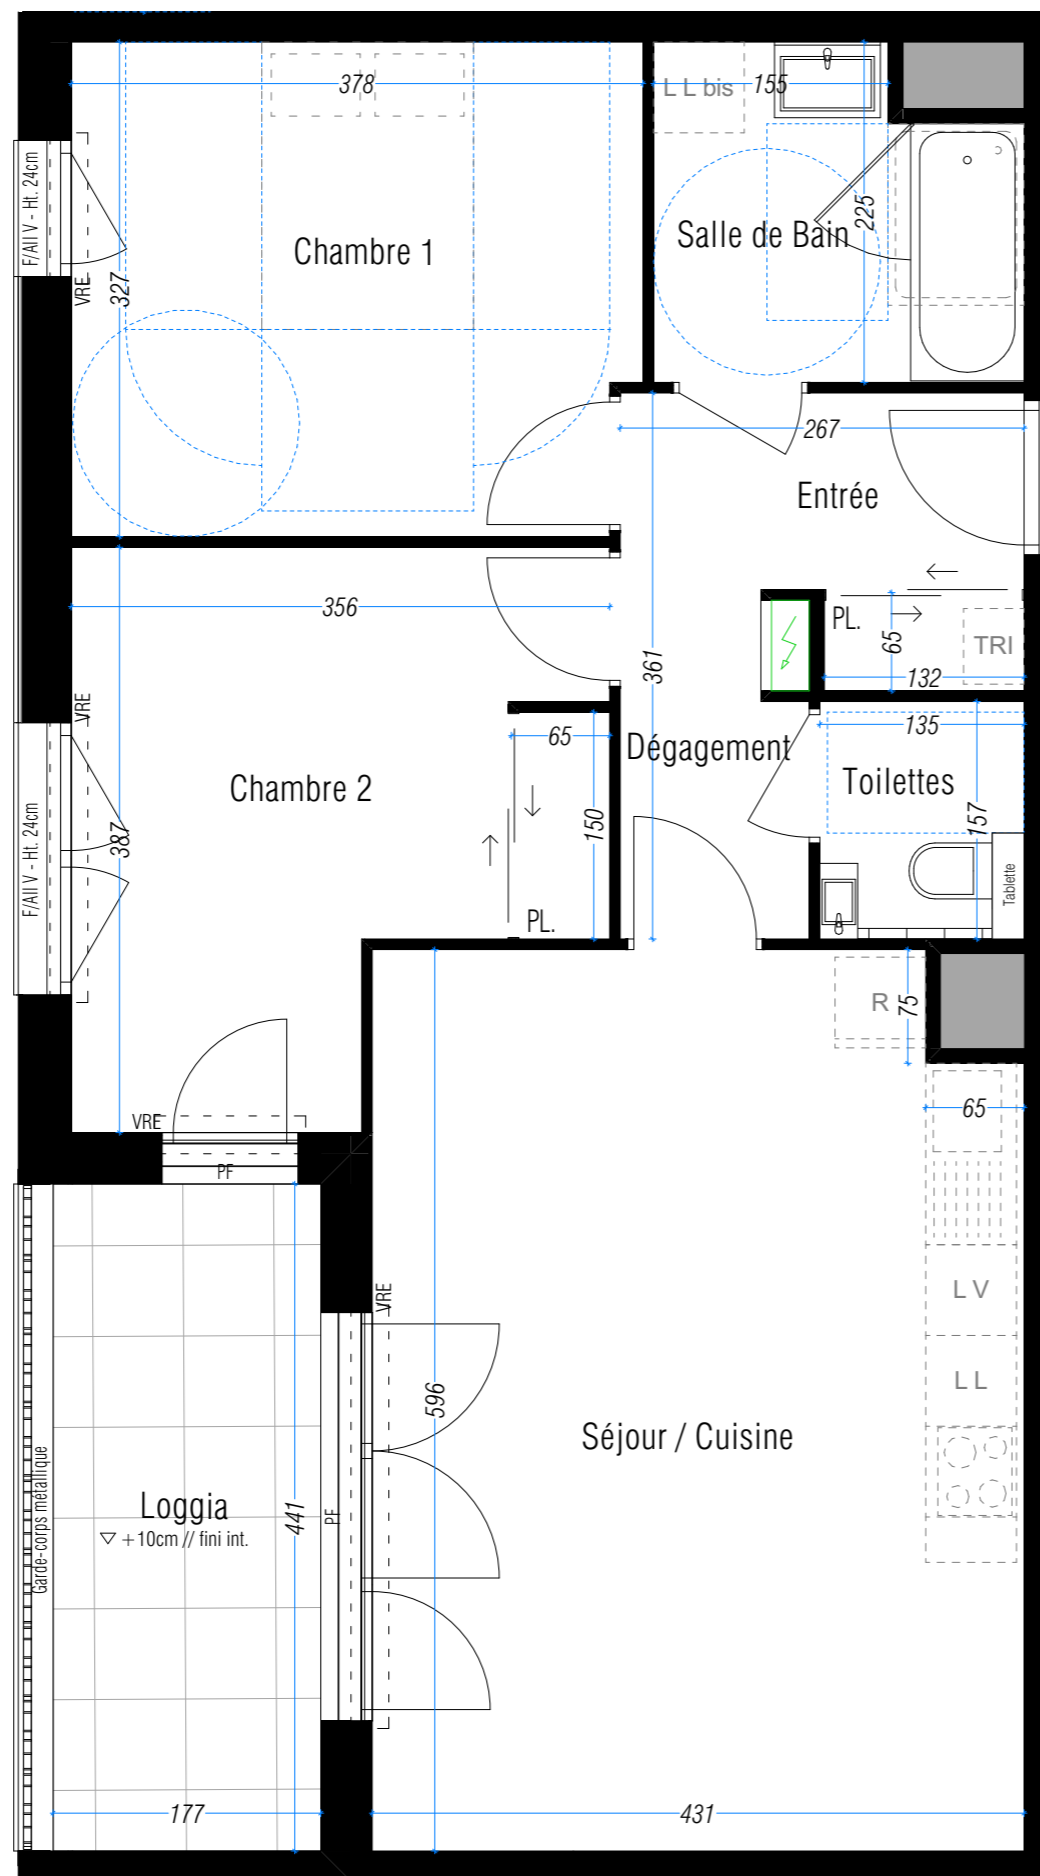 378
L L bis
155
F/All V - Ht. 24cm
Chambre 1
Salle de Bain
225
VRE
327
267
Entrée
356
361
PL.
65
TRI
132
VRE
65
Dégagement
135
Toilettes
Chambre 2
F/All V - Ht. 24cm
387
150
157
Tablette
PL.
R
75
65
VRE
PF
L V
VRE
L L
596
Séjour / Cuisine
Garde-corps métallique
Loggia
+10cm // fini int.
441
PF
177
431